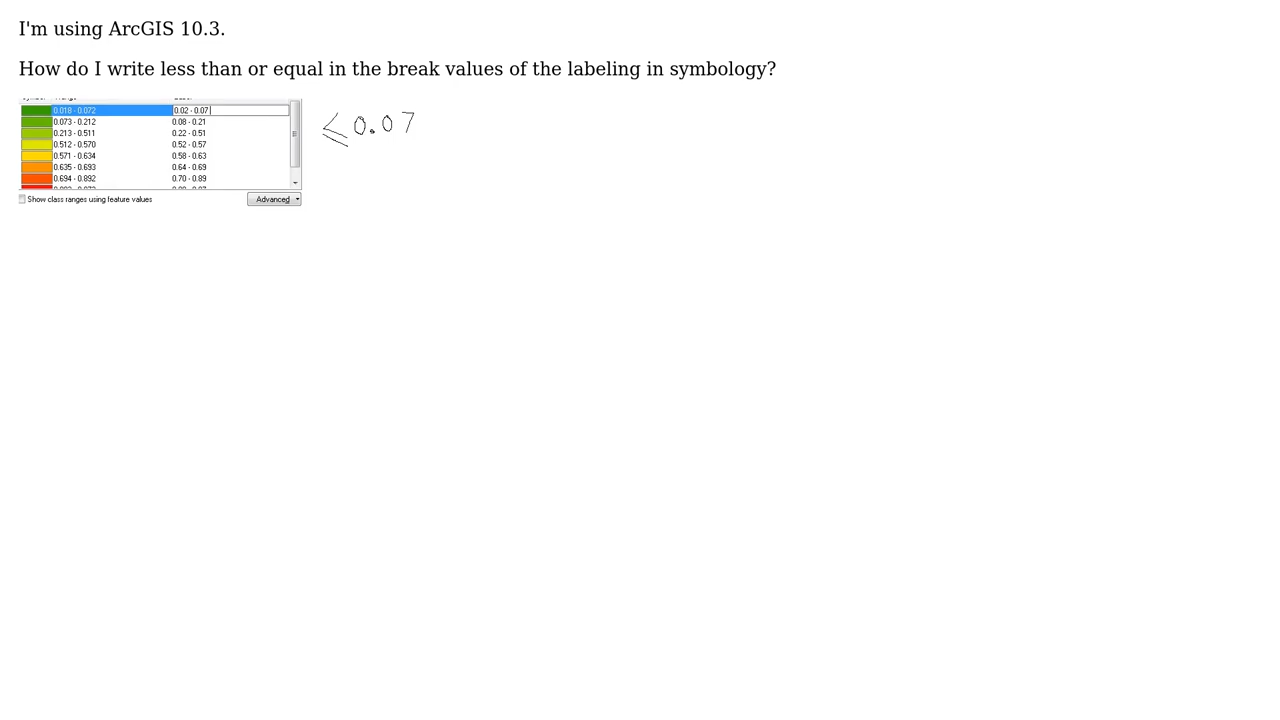 I'm using ArcGIS 10.3.
How do I write less than or equal in the break values of the labeling in symbology?
0.018 - 0.072 0.02 - 0.07
≤ 0.07
0.073 - 0.212 0.08 - 0.21
0.213 - 0.511 0.22 - 0.51
0.512 - 0.570 0.52 - 0.57
0.571 - 0.634 0.58 - 0.63
0.635 - 0.693 0.64 - 0.69
0.694 - 0.892 0.70 - 0.89
Show class ranges using feature values Advanced